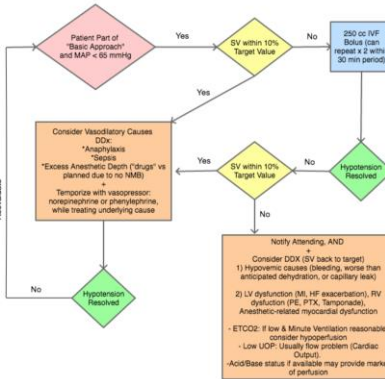 Patient Part of
"Basic Approach"
and MAP < 65 mmHg
Yes
SV within 10%
Target Value
No
250 cc IVF
Bolus (can
repeat x 2 within
30 min period)
Yes
Consider Vasodilatory Causes
DDx:
*Anaphylaxis
*Sepsis
*Excess Anesthetic Depth ("drugs" vs
planned due to no NMB)
+
Temporize with vasopressor:
norepinephrine or phenylephrine,
while treating underlying cause
Yes
SV within 10%
Target Value
No
Hypotension
Resolved
No
Notify Attending, AND
+
Consider DDX (SV back to target)
1) Hypovemic causes (bleeding, worse than
anticipated dehydration, or capillary leak)
2) LV dysfunction (MI, HF exacerbation), RV
dysfunction (PE, PTX, Tamponade),
Anesthetic-related myocardial dysfunction
- ETCO2: If low & Minute Ventilation reasonable
consider hypoperfusion
- Low UOP: Usually flow problem (Cardiac
Output).
-Acid/Base status if available may provide marker
of perfusion
No
Hypotension
Resolved